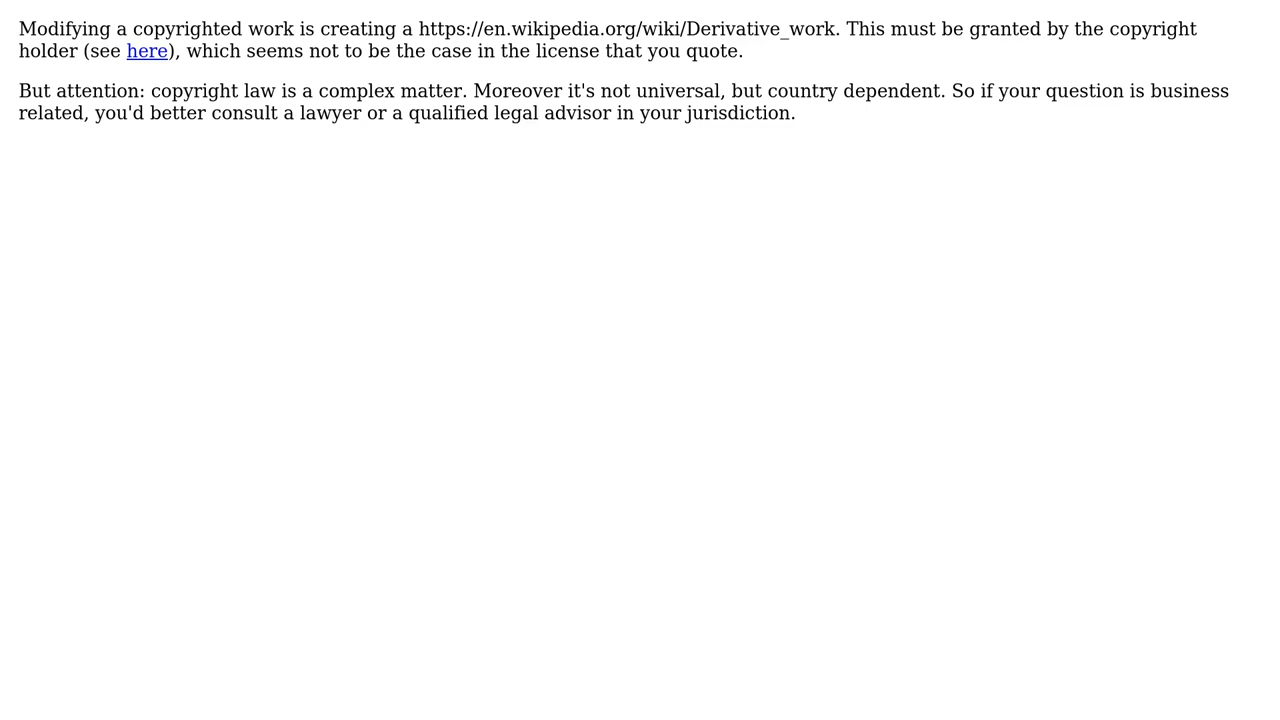 Modifying a copyrighted work is creating a https://en.wikipedia.org/wiki/Derivative_work. This must be granted by the copyright
holder (see here), which seems not to be the case in the license that you quote.
But attention: copyright law is a complex matter. Moreover it's not universal, but country dependent. So if your question is business
related, you'd better consult a lawyer or a qualified legal advisor in your jurisdiction.